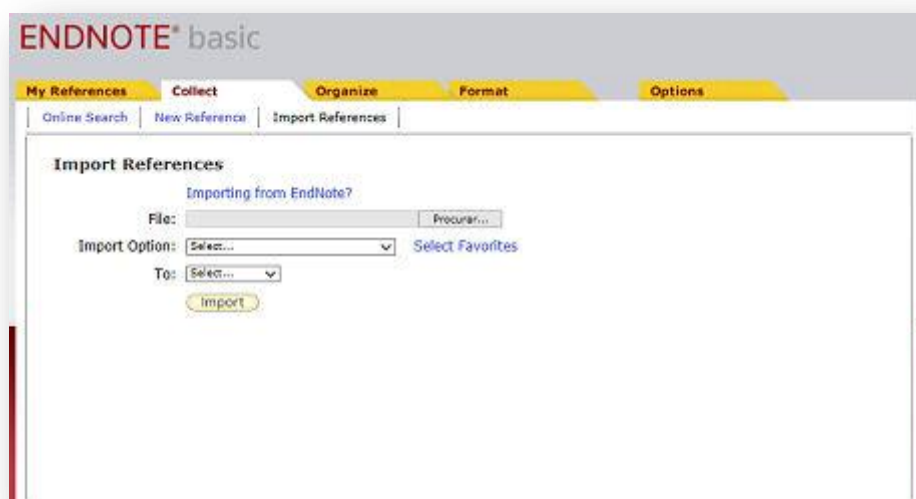 ENDNOTE® basic
My References Collect Organize Format Options
Online Search New Reference Import References
Import References
Importing from EndNote?
File: Procurar...
Import Option: Select... Select Favorites
To: Select...
Import